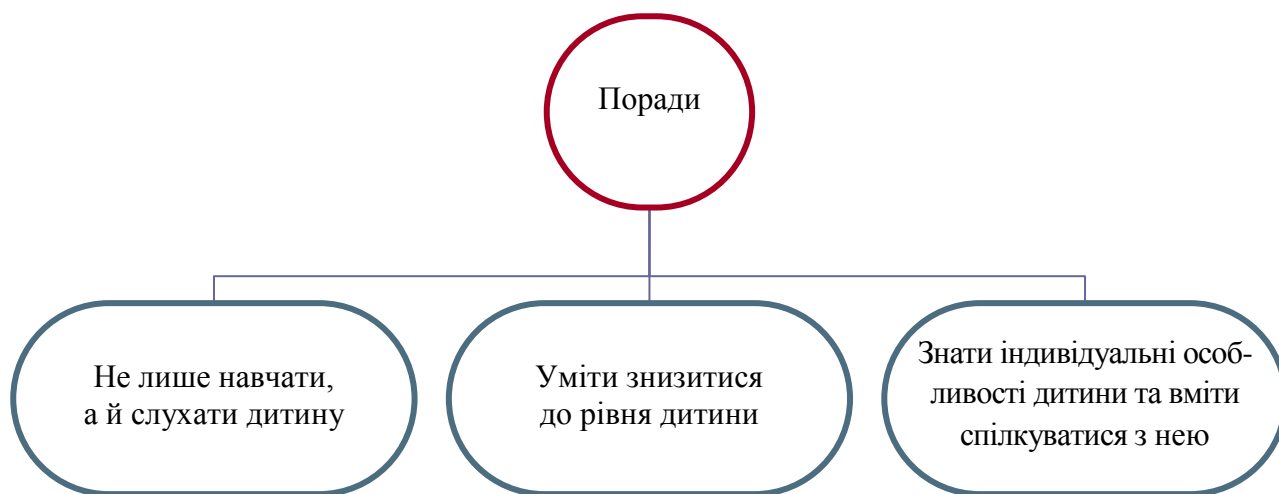 Поради
Не лише навчати,
а й слухати дитину
Уміти знизитися
до рівня дитини
Знати індивідуальні особ-
ливості дитини та вміти
спілкуватися з нею